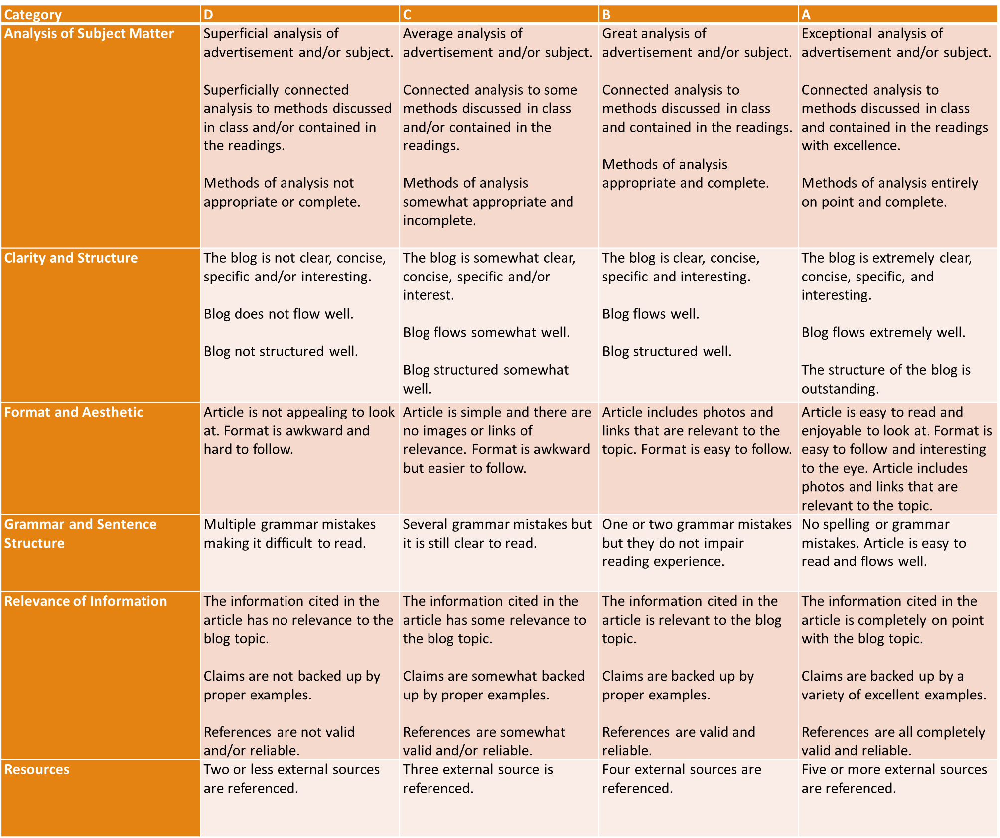 Category
D
C
B
A
Analysis of Subject Matter
Superficial analysis of
advertisement and/or subject.
Superficially connected
analysis to methods discussed
in class and/or contained in
the readings.
Methods of analysis not
appropriate or complete.
Average analysis of
advertisement and/or subject.
Connected analysis to some
methods discussed in class
and/or contained in the
readings.
Methods of analysis
somewhat appropriate and
incomplete.
Great analysis of
advertisement and/or subject.
Connected analysis to
methods discussed in class
and contained in the readings.
Methods of analysis
appropriate and complete.
Exceptional analysis of
advertisement and/or subject.
Connected analysis to
methods discussed in class
and contained in the readings
with excellence.
Methods of analysis entirely
on point and complete.
Clarity and Structure
The blog is not clear, concise,
specific and/or interesting.
Blog does not flow well.
Blog not structured well.
The blog is somewhat clear,
concise, specific and/or
interest.
Blog flows somewhat well.
Blog structured somewhat
well.
The blog is clear, concise,
specific and interesting.
Blog flows well.
Blog structured well.
The blog is extremely clear,
concise, specific, and
interesting.
Blog flows extremely well.
The structure of the blog is
outstanding.
Format and Aesthetic
Article is not appealing to look
at. Format is awkward and
hard to follow.
Article is simple and there are
no images or links of
relevance. Format is awkward
but easier to follow.
Article includes photos and
links that are relevant to the
topic. Format is easy to follow.
Article is easy to read and
enjoyable to look at. Format is
easy to follow and interesting
to the eye. Article includes
photos and links that are
relevant to the topic.
Grammar and Sentence
Structure
Multiple grammar mistakes
making it difficult to read.
Several grammar mistakes but
it is still clear to read.
One or two grammar mistakes
but they do not impair
reading experience.
No spelling or grammar
mistakes. Article is easy to
read and flows well.
Relevance of Information
The information cited in the
article has no relevance to the
blog topic.
Claims are not backed up by
proper examples.
References are not valid
and/or reliable.
The information cited in the
article has some relevance to
the blog topic.
Claims are somewhat backed
up by proper examples.
References are somewhat
valid and/or reliable.
The information cited in the
article is relevant to the blog
topic.
Claims are backed up by
proper examples.
References are valid and
reliable.
The information cited in the
article is completely on point
with the blog topic.
Claims are backed up by a
variety of excellent examples.
References are all completely
valid and reliable.
Resources
Two or less external sources
are referenced.
Three external source is
referenced.
Four external sources are
referenced.
Five or more external sources
are referenced.